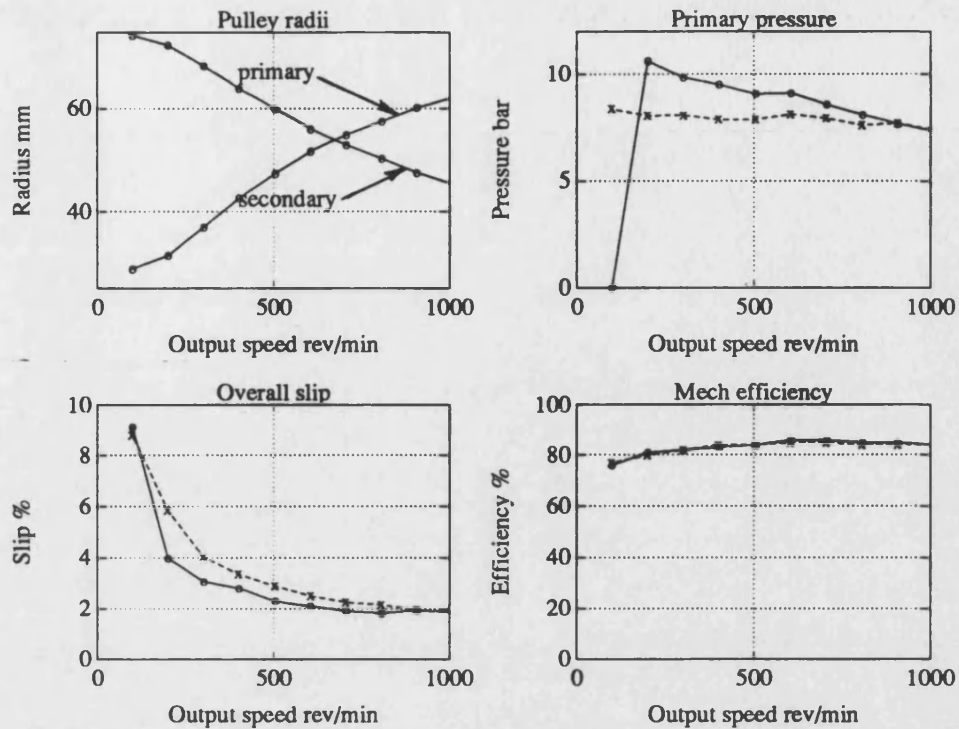 Pulley radii
Radius mm
60
40
primary
secondary
0
500
1000
Output speed rev/min
Primary pressure
Pressure bar
10
5
0
0
500
1000
Output speed rev/min
Overall slip
Slip %
10
8
6
4
2
0
0
500
1000
Output speed rev/min
Mech efficiency
Efficiency %
100
80
60
40
20
0
0
500
1000
Output speed rev/min